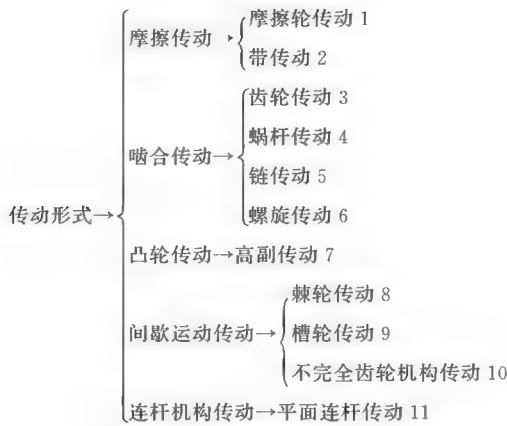 摩擦轮传动 1
摩擦传动→
带传动 2
齿轮传动 3
蜗杆传动 4
啮合传动→
链传动 5
螺旋传动 6
传动形式→
凸轮传动→高副传动 7
棘轮传动 8
间歇运动传动→
槽轮传动 9
不完全齿轮机构传动 10
连杆机构传动→平面连杆传动 11